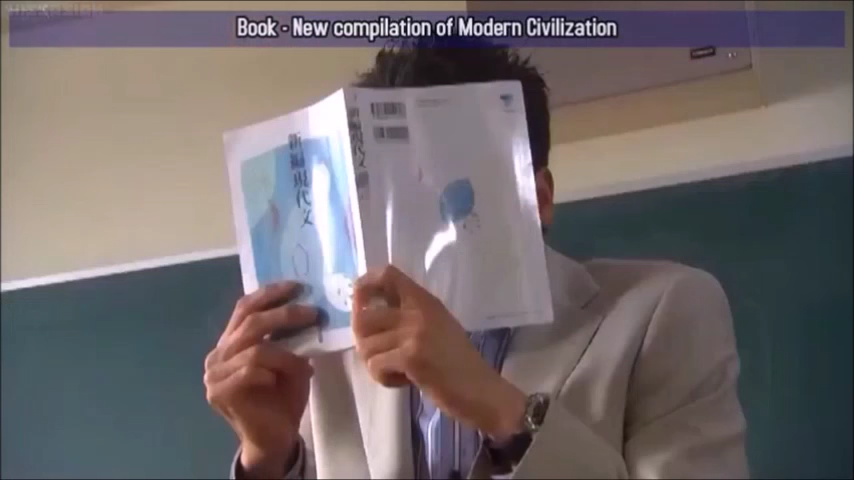 Book - New compilation of Modern Civilization
新編現代文